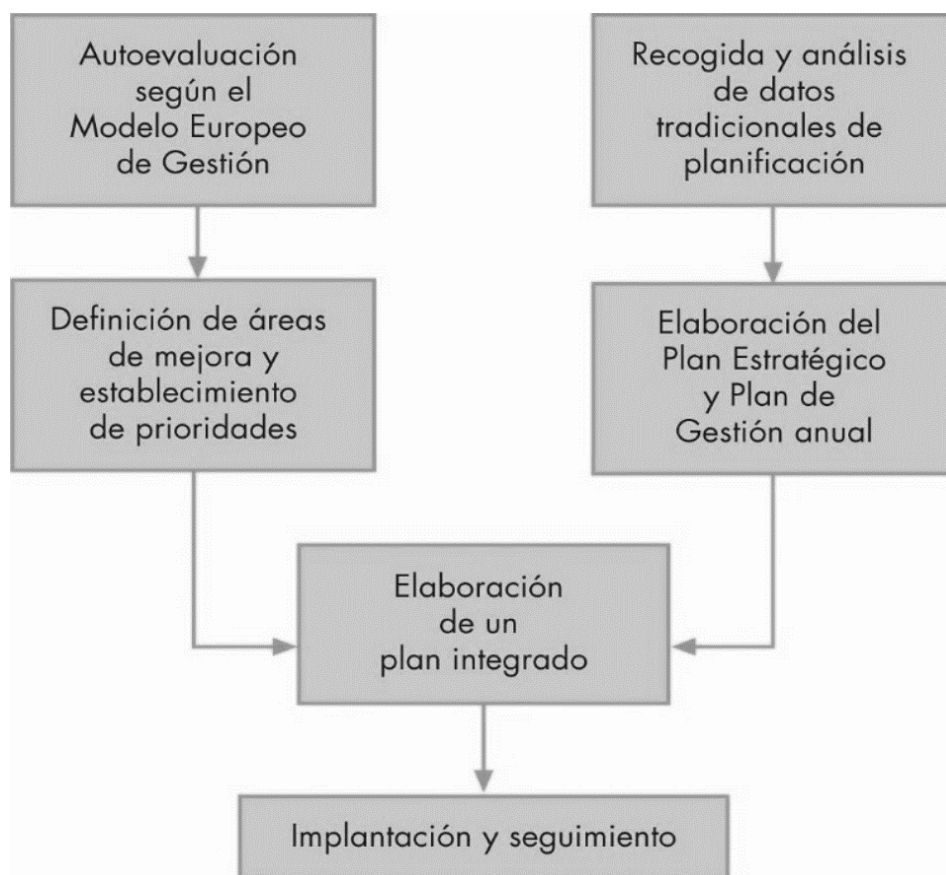 Autoevaluación
según el
Modelo Europeo
de Gestión
Recogida y análisis
de datos
tradicionales de
planificación
Definición de áreas
de mejora y
establecimiento
de prioridades
Elaboración del
Plan Estratégico
y Plan de
Gestión anual
Elaboración
de un
plan integrado
Implantación y seguimiento